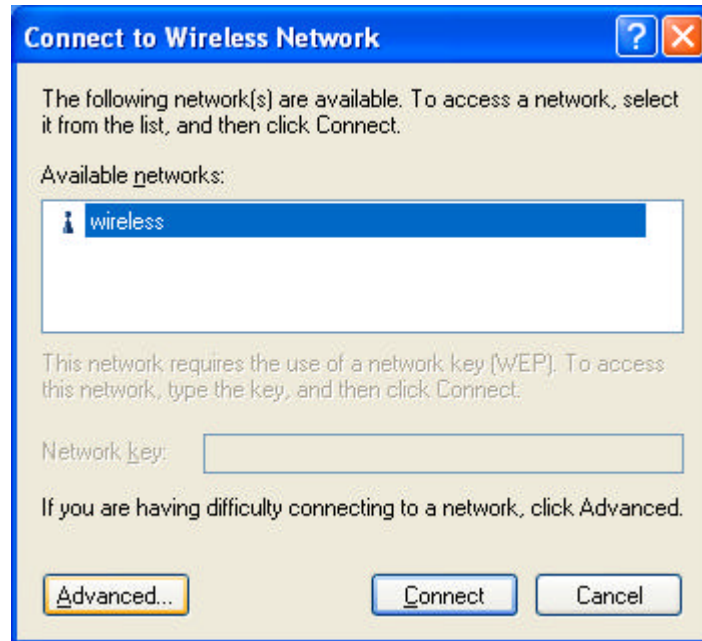 Connect to Wireless Network
The following network(s) are available. To access a network, select
it from the list, and then click Connect.
Available networks:
wireless
This network requires the use of a network key (WEP). To access
this network, type the key, and then click Connect.
Network key:
If you are having difficulty connecting to a network, click Advanced.
Advanced... Connect Cancel